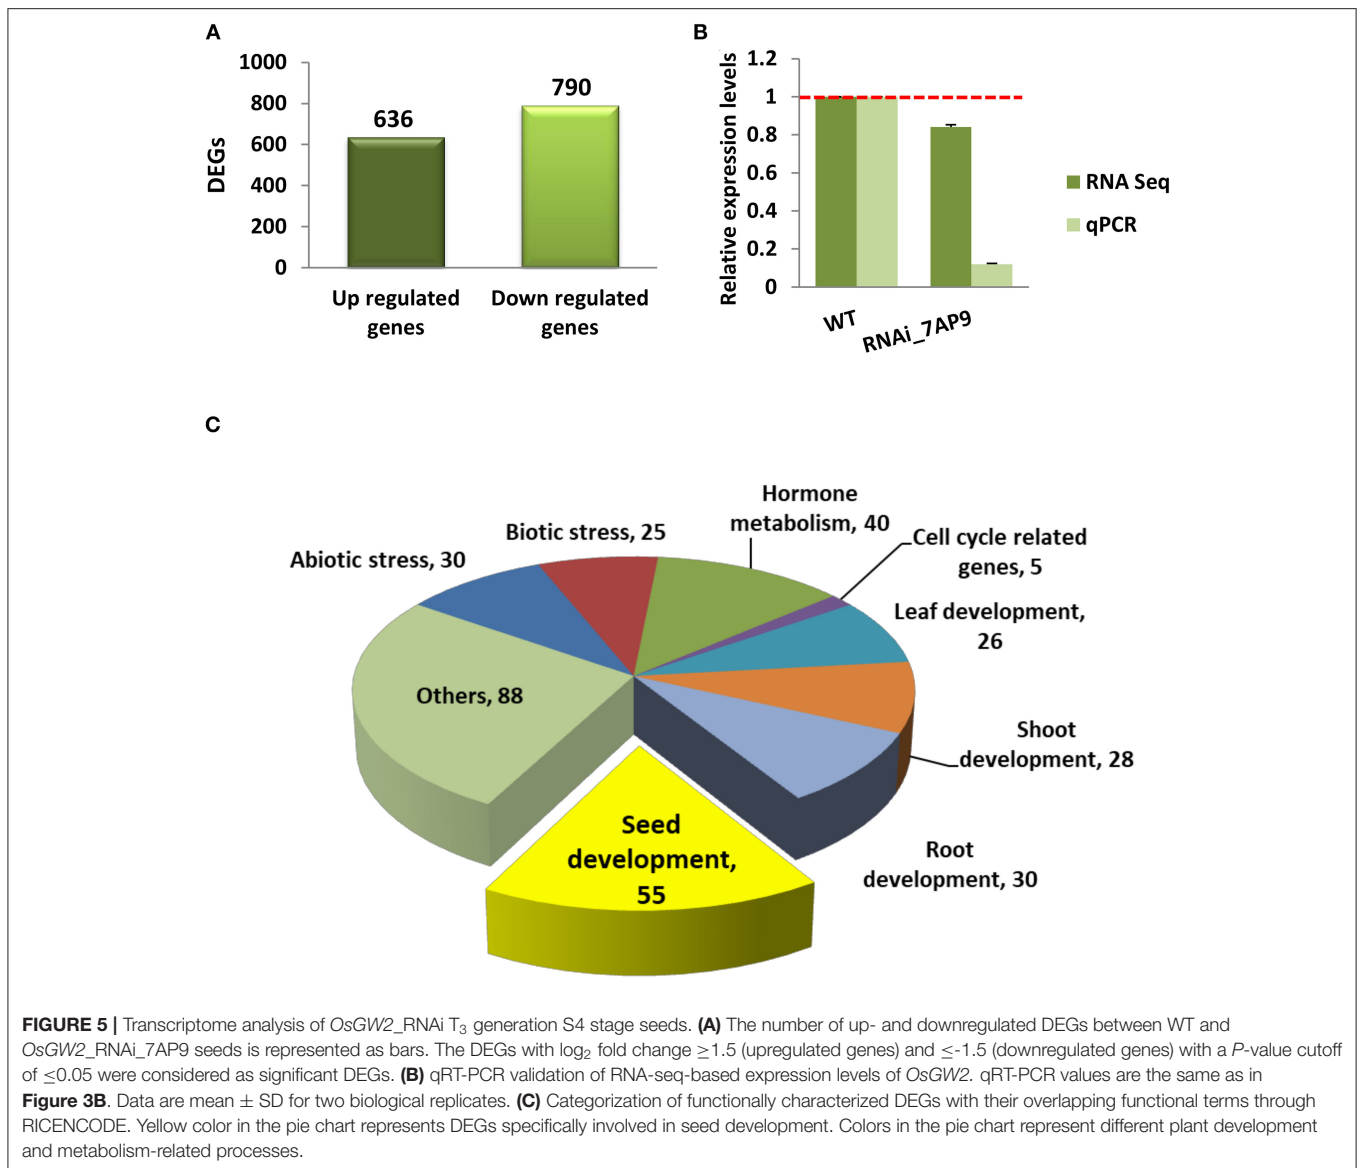 A
1000
800
600
400
200
0
DEGs
636
790
Up regulated
genes
Down regulated
genes
B
1.2
1
0.8
0.6
0.4
0.2
0
Relative expression levels
WT
RNAi_7AP9
RNA Seq
qPCR
C
Hormone
metabolism, 40
Biotic stress, 25
Cell cycle related
genes, 5
Abiotic stress, 30
Leaf development,
26
Others, 88
Shoot
development, 28
Seed
development,
55
Root
development, 30
FIGURE 5 | Transcriptome analysis of OsGW2_RNAi T3 generation S4 stage seeds. (A) The number of up- and downregulated DEGs between WT and
OsGW2_RNAi_7AP9 seeds is represented as bars. The DEGs with log2 fold change ≥1.5 (upregulated genes) and ≤-1.5 (downregulated genes) with a P-value cutoff
of ≤0.05 were considered as significant DEGs. (B) qRT-PCR validation of RNA-seq-based expression levels of OsGW2. qRT-PCR values are the same as in
Figure 3B. Data are mean ± SD for two biological replicates. (C) Categorization of functionally characterized DEGs with their overlapping functional terms through
RICENCODE. Yellow color in the pie chart represents DEGs specifically involved in seed development. Colors in the pie chart represent different plant development
and metabolism-related processes.